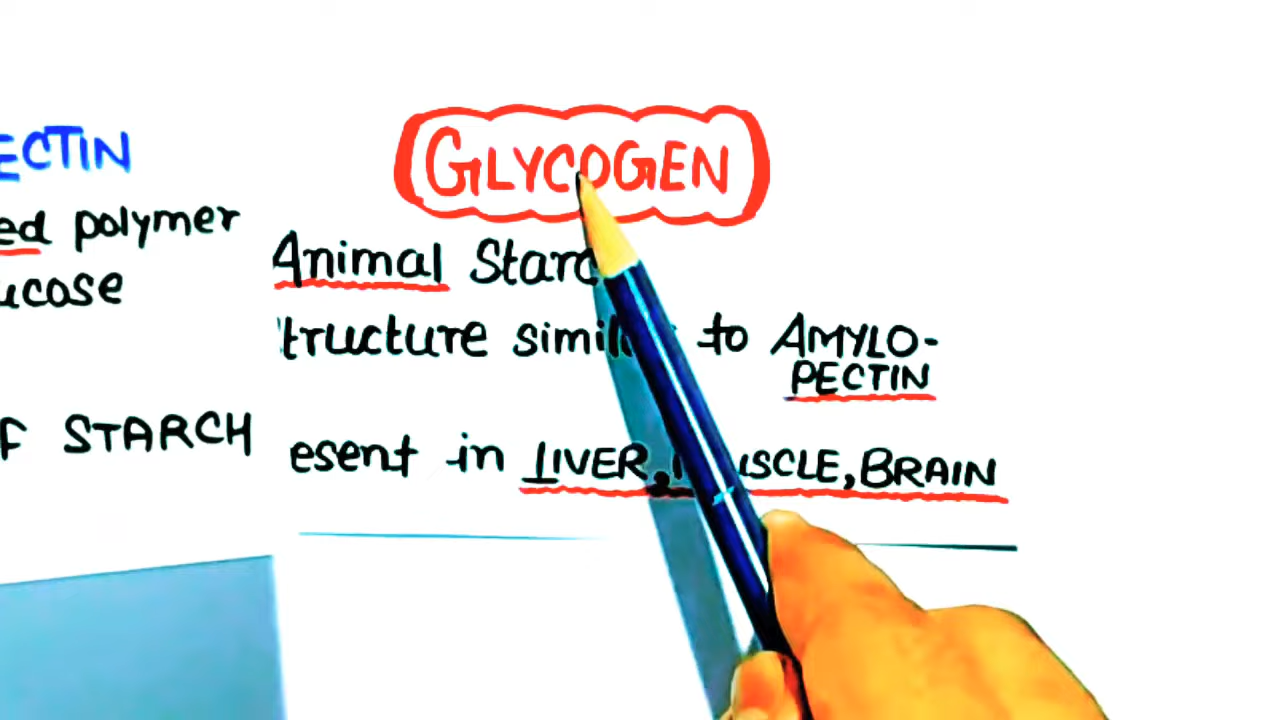 ECTIN
ed polymer
ucose
F STARCH
GLYCOGEN
Animal Starc
tructure simil to AMYLO-
PECTIN
esent in LIVER, SCLE, BRAIN